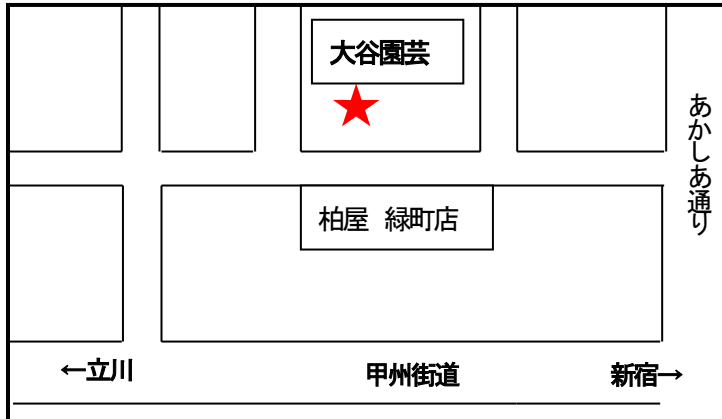 大谷園芸
あかしあ通り
柏屋 緑町店
←立川
甲州街道
新宿→